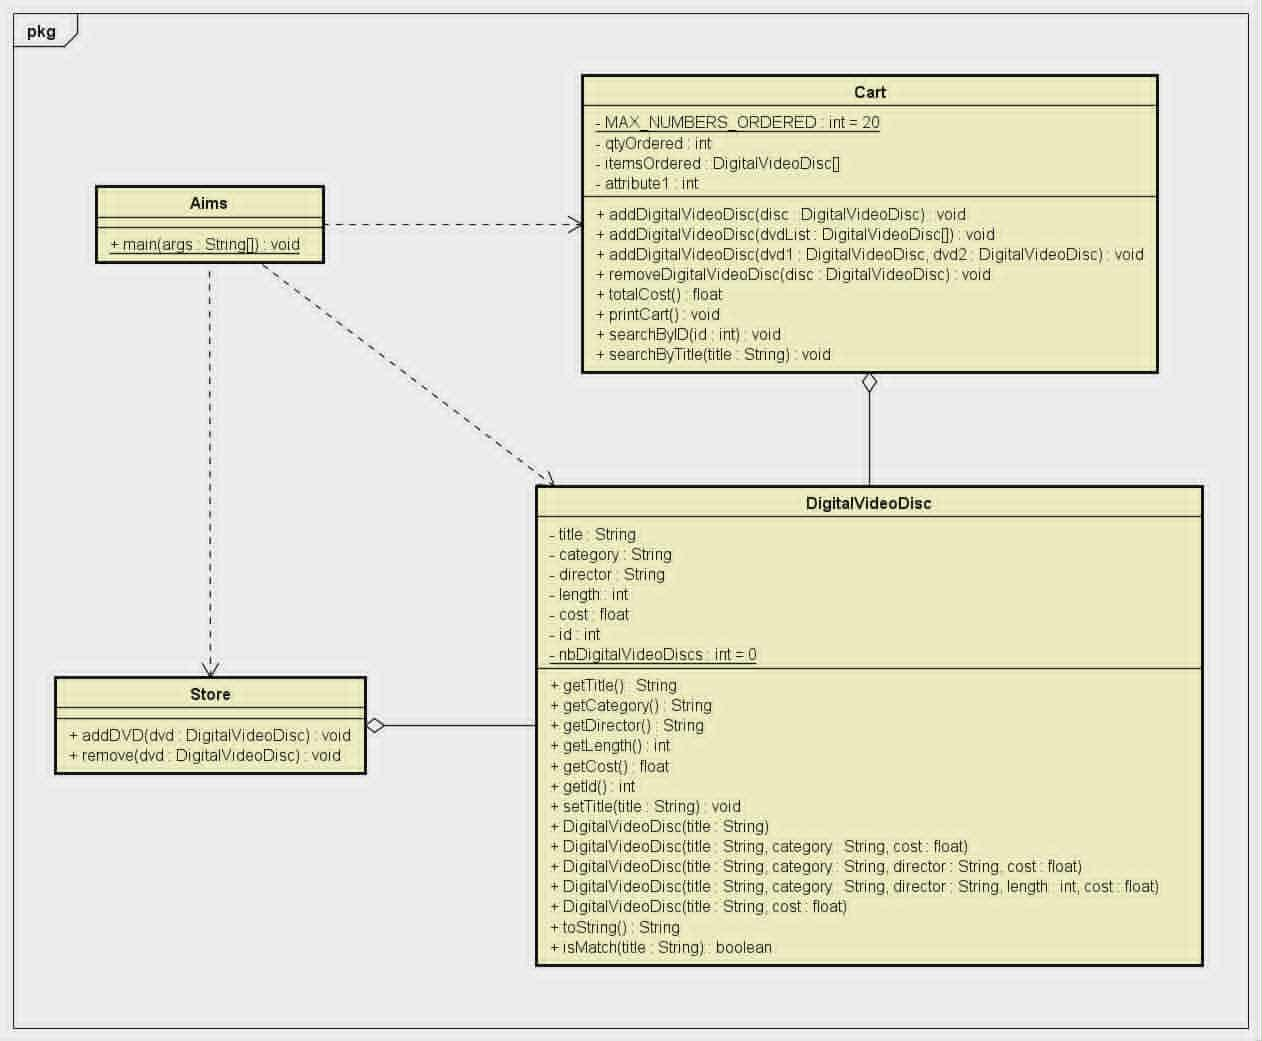 pkg
Cart
- MAX_NUMBERS_ORDERED : int = 20
- qtyOrdered : int
- itemsOrdered : DigitalVideoDisc[]
- attribute1 : int
+ addDigitalVideoDisc(disc : DigitalVideoDisc) : void
+ addDigitalVideoDisc(dvdList : DigitalVideoDisc[]) : void
+ addDigitalVideoDisc(dvd1 : DigitalVideoDisc, dvd2 : DigitalVideoDisc) : void
+ removeDigitalVideoDisc(disc : DigitalVideoDisc) : void
+ totalCost() : float
+ printCart() : void
+ searchByID(id : int) : void
+ searchByTitle(title : String) : void
Aims
+ main(args : String[]) : void
DigitalVideoDisc
- title : String
- category : String
- director : String
- length : int
- cost : float
- id : int
- nbDigitalVideoDiscs : int = 0
+ getTitle() : String
+ getCategory() : String
+ getDirector() : String
+ getLength() : int
+ getCost() : float
+ getId() : int
+ setTitle(title : String) : void
+ DigitalVideoDisc(title : String)
+ DigitalVideoDisc(title : String, category : String, cost : float)
+ DigitalVideoDisc(title : String, category : String, director : String, cost : float)
+ DigitalVideoDisc(title : String, category : String, director : String, length : int, cost : float)
+ DigitalVideoDisc(title : String, cost : float)
+ toString() : String
+ isMatch(title : String) : boolean
Store
+ addDVD(dvd : DigitalVideoDisc) : void
+ remove(dvd : DigitalVideoDisc) : void